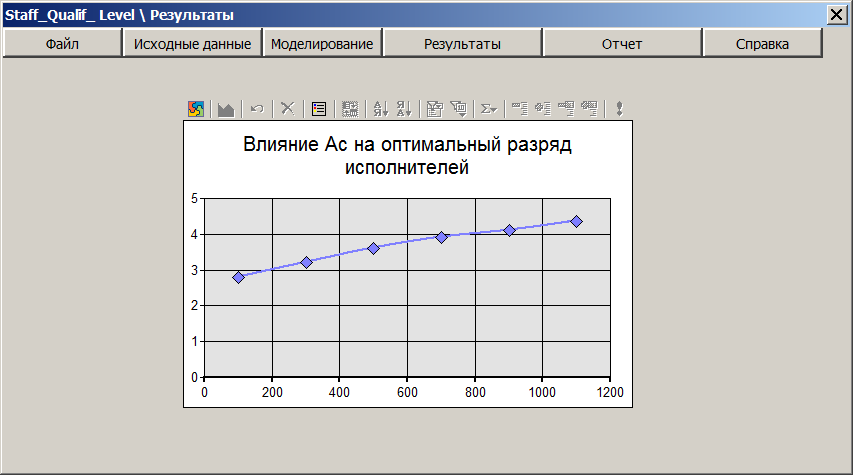 Staff_Qualif_ Level \ Результаты
Файл
Исходные данные
Моделирование
Результаты
Отчет
Справка
Влияние Ас на оптимальный разряд
исполнителей
5
4
3
2
1
0
0 200 400 600 800 1000 1200